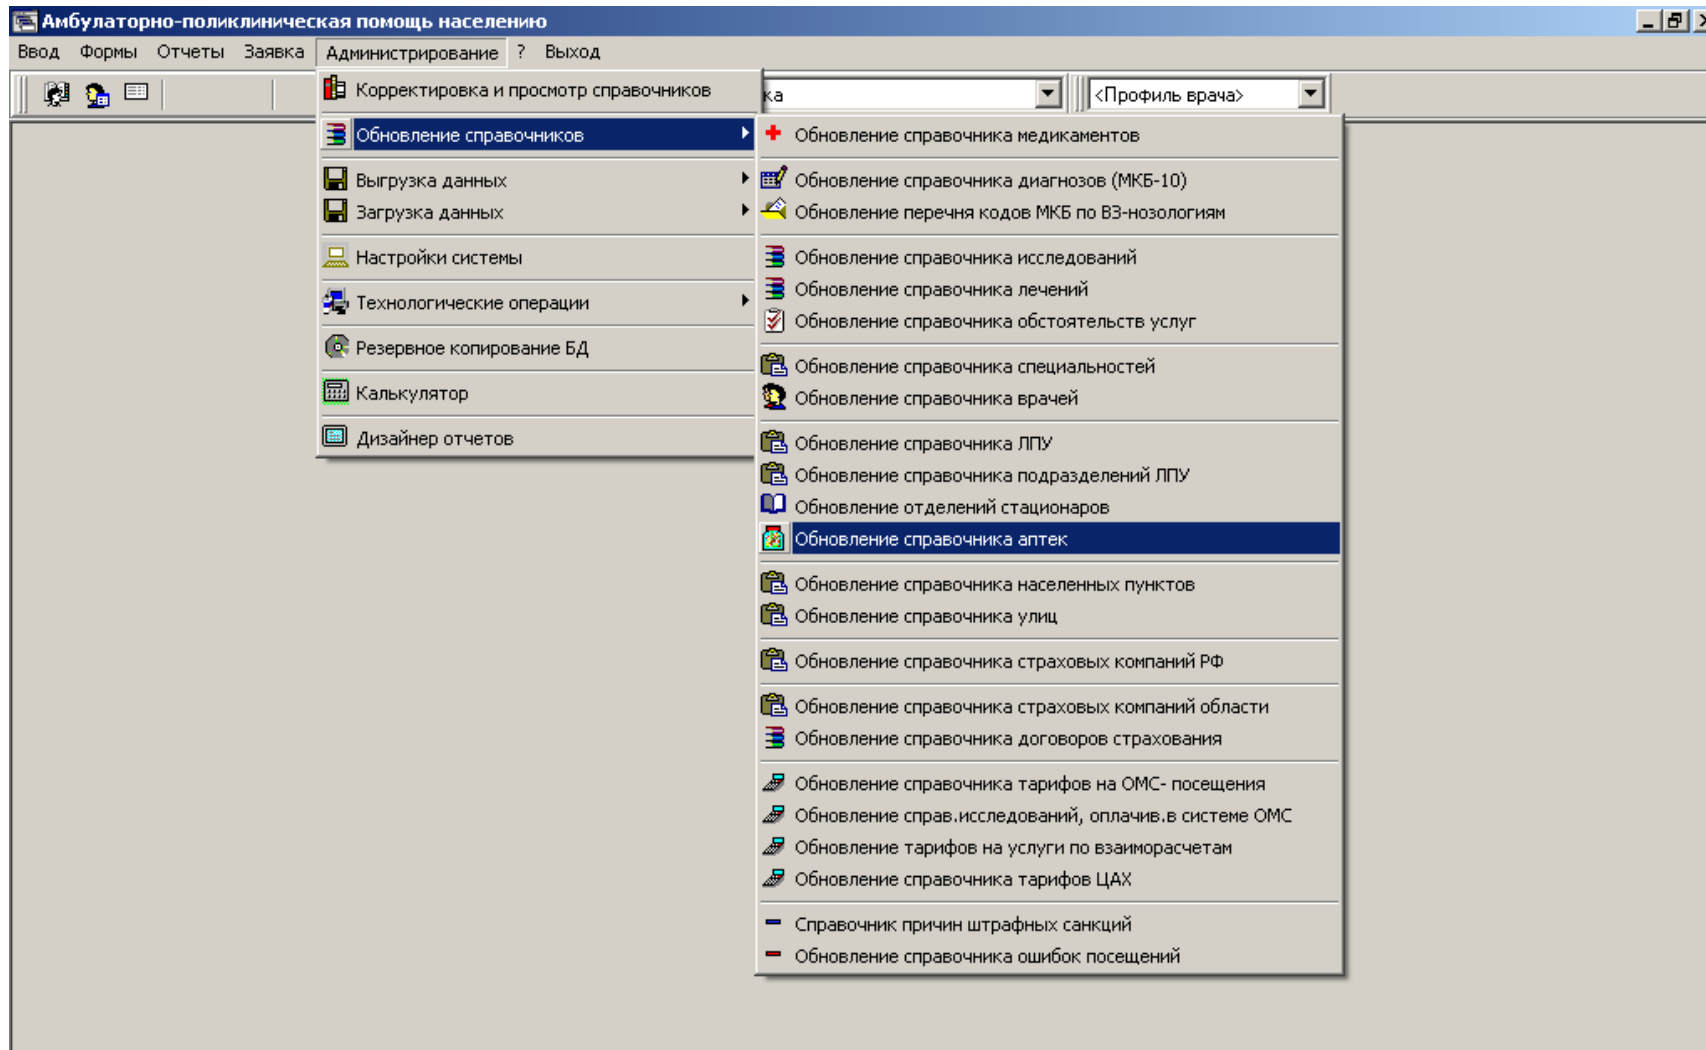 Амбулаторно-поликлиническая помощь населению
Ввод Формы Отчеты Заявка Администрирование ? Выход
ка <Профиль врача>
Корректировка и просмотр справочников
Обновление справочников
Выгрузка данных
Загрузка данных
Настройки системы
Технологические операции
Резервное копирование БД
Калькулятор
Дизайнер отчетов
Обновление справочника медикаментов
Обновление справочника диагнозов (МКБ-10)
Обновление перечня кодов МКБ по ВЗ-нозологиям
Обновление справочника исследований
Обновление справочника лечений
Обновление справочника обстоятельств услуг
Обновление справочника специальностей
Обновление справочника врачей
Обновление справочника ЛПУ
Обновление справочника подразделений ЛПУ
Обновление отделений стационаров
Обновление справочника аптек
Обновление справочника населенных пунктов
Обновление справочника улиц
Обновление справочника страховых компаний РФ
Обновление справочника страховых компаний области
Обновление справочника договоров страхования
Обновление справочника тарифов на ОМС- посещения
Обновление справ.исследований, оплачив.в системе ОМС
Обновление тарифов на услуги по взаиморасчетам
Обновление справочника тарифов ЦАХ
Справочник причин штрафных санкций
Обновление справочника ошибок посещений